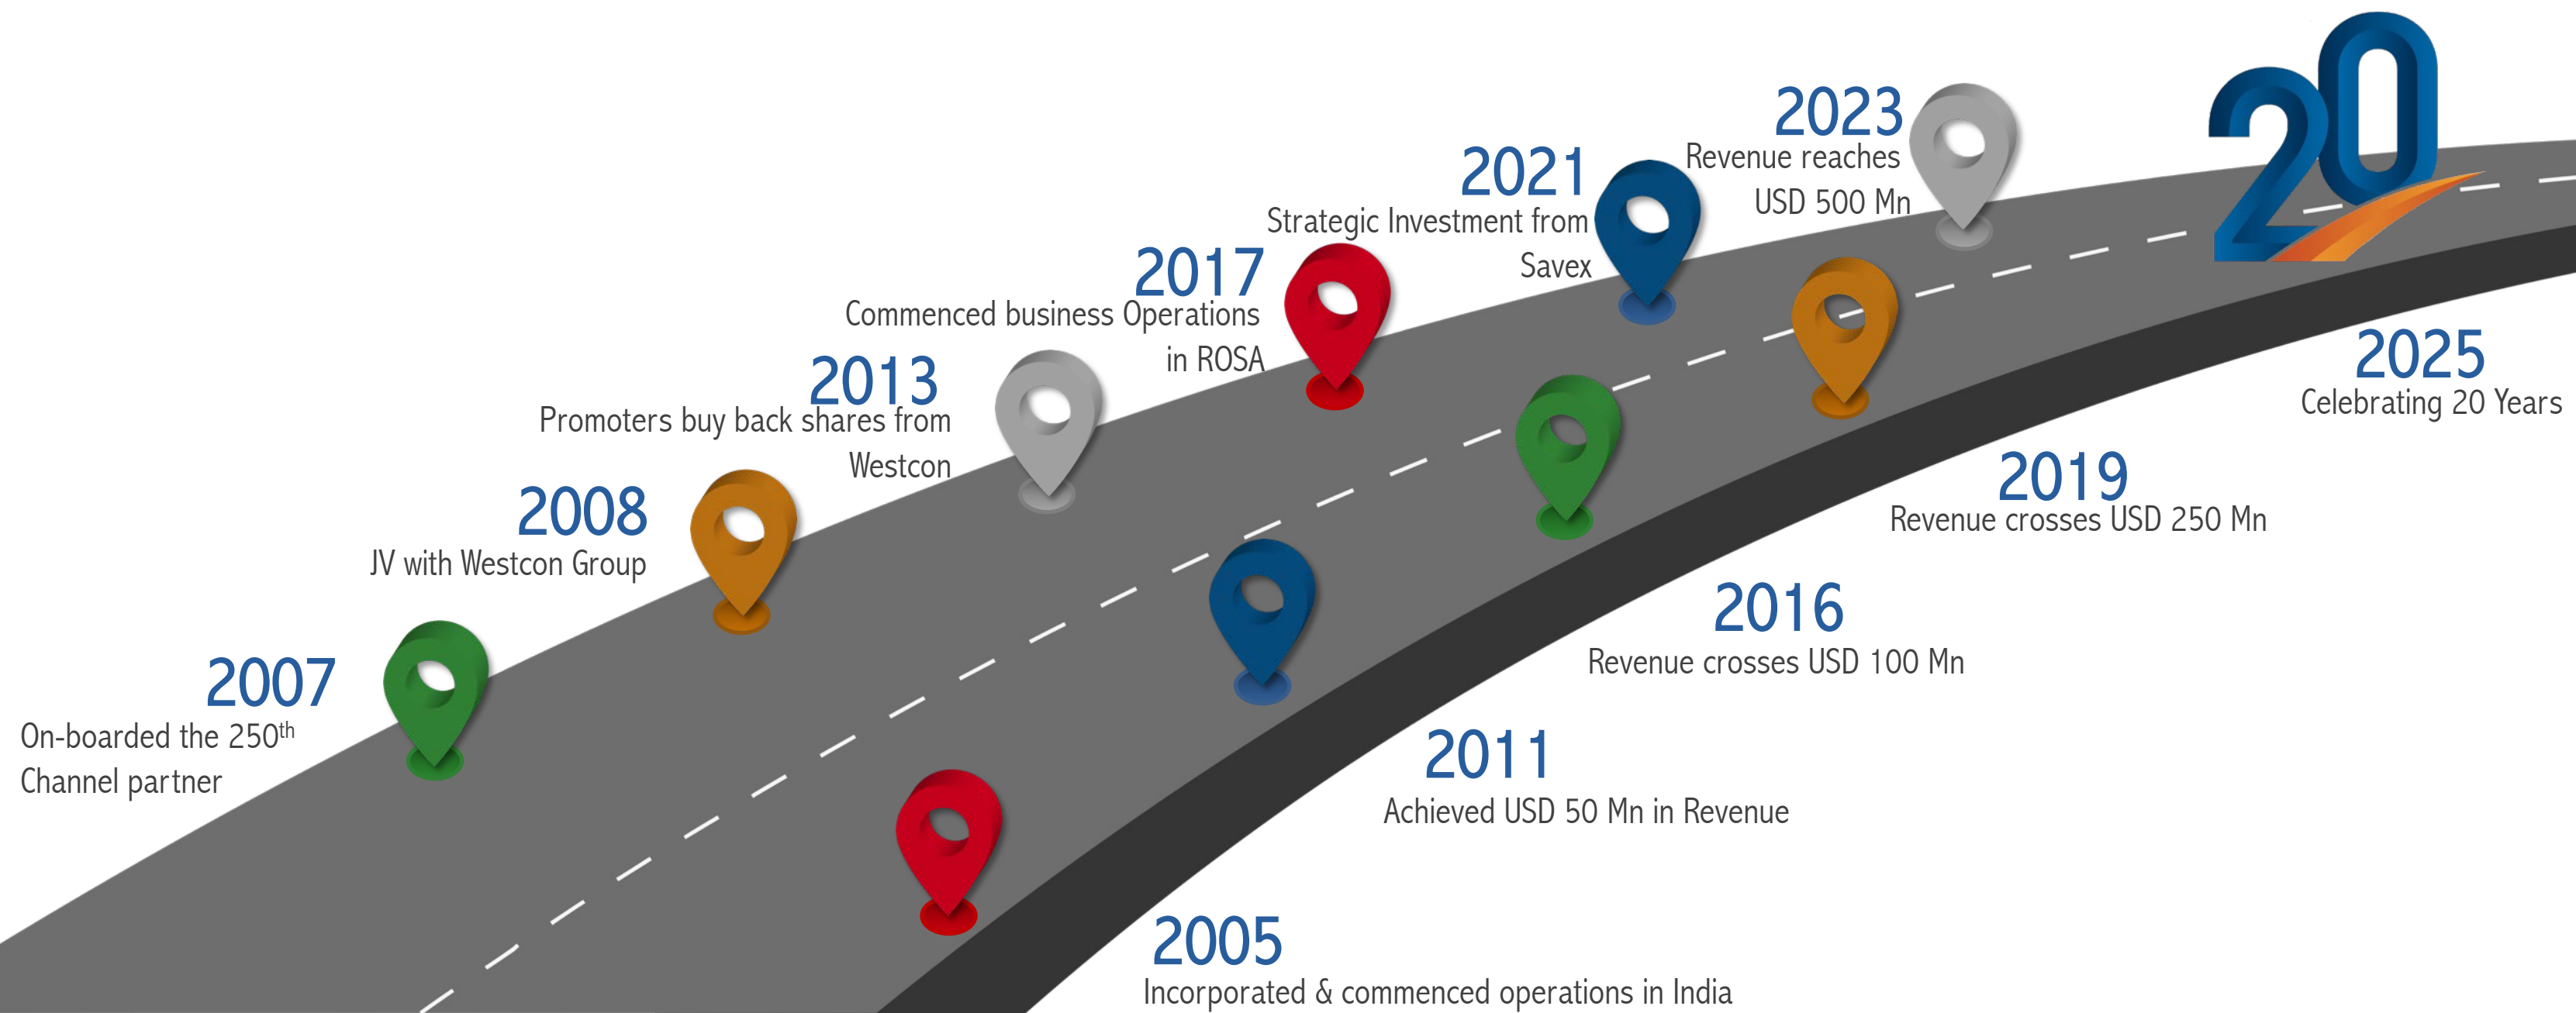 20
2023
Revenue reaches
USD 500 Mn
2021
Strategic Investment from
Savex
2017
Commenced business Operations
in ROSA
2013
Promoters buy back shares from
Westcon
2008
JV with Westcon Group
2007
On-boarded the 250th
Channel partner
2025
Celebrating 20 Years
2019
Revenue crosses USD 250 Mn
2016
Revenue crosses USD 100 Mn
2011
Achieved USD 50 Mn in Revenue
2005
Incorporated & commenced operations in India